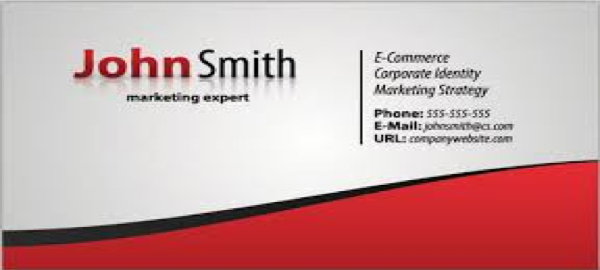 John Smith
marketing expert
E-Commerce
Corporate Identity
Marketing Strategy
Phone: 555-555-555
E-Mail: johnsmith@cs.com
URL: companywebsite.com